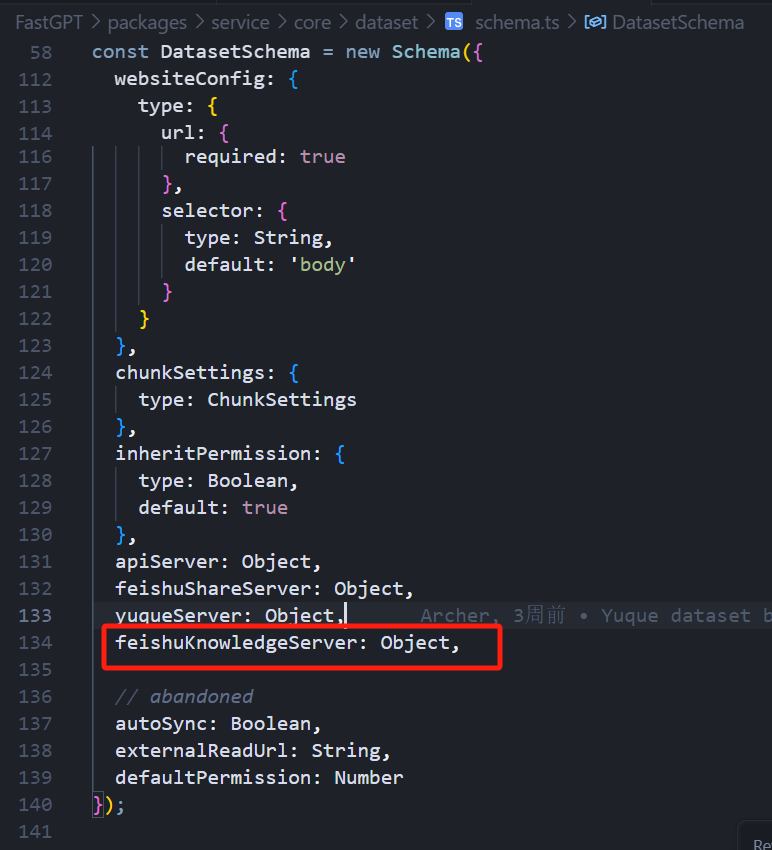 FastGPT > packages > service > core > dataset > TS schema.ts > DatasetSchema
58 const DatasetSchema = new Schema({
112 websiteConfig: {
113 type: {
114 url: {
116 required: true
117 },
118 selector: {
119 type: String,
120 default: 'body'
121 }
122 }
123 },
124 chunkSettings: {
125 type: ChunkSettings
126 },
127 inheritPermission: {
128 type: Boolean,
129 default: true
130 },
131 apiServer: Object,
132 feishuShareServer: Object,
133 yuqueServer: Object, Archer, 3周前 • Yuque dataset b
134 feishuKnowledgeServer: Object,
135
136 // abandoned
137 autoSync: Boolean,
138 externalReadUrl: String,
139 defaultPermission: Number
140 });
141
Re